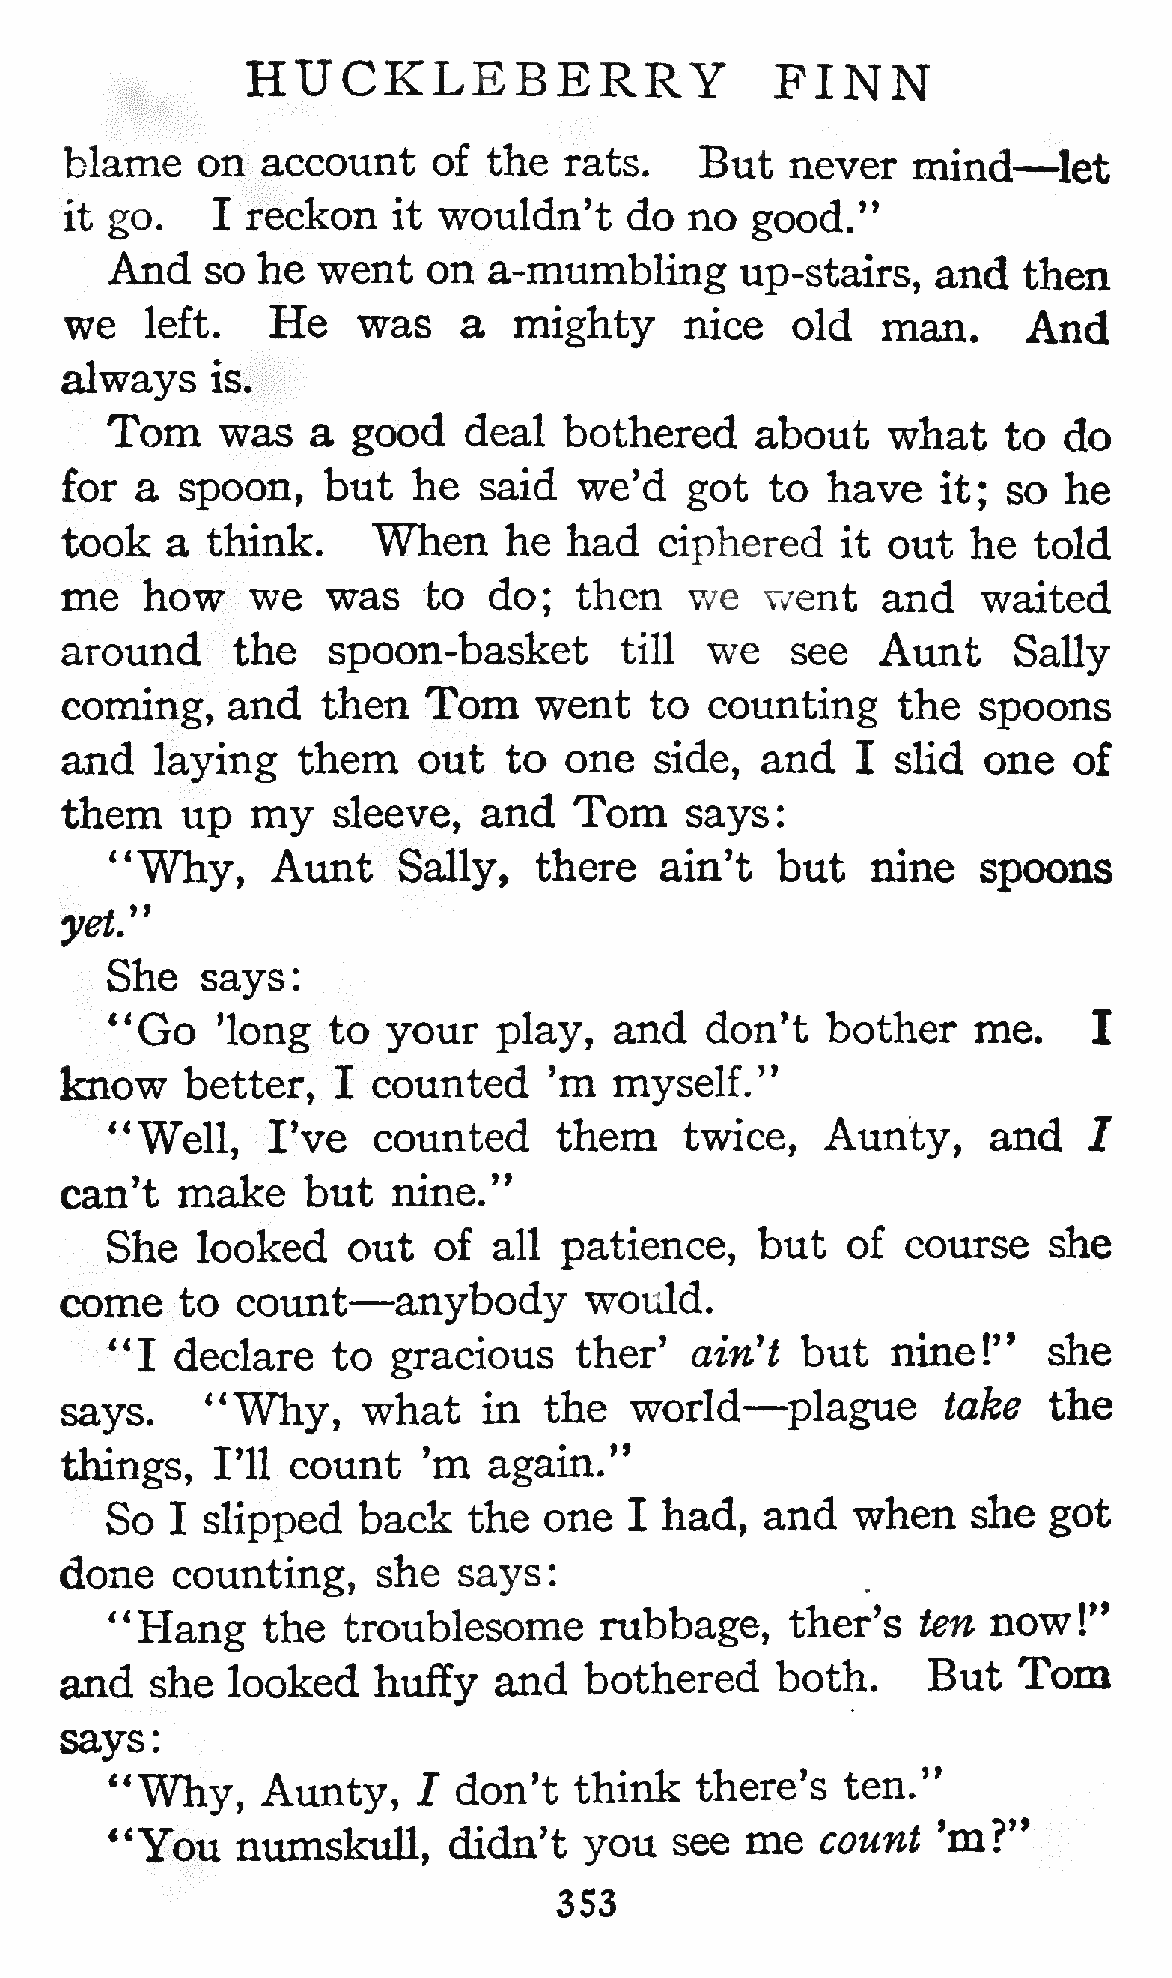 HUCKLEBERRY FINN
blame on account of the rats. But never mind—let
it go. I reckon it wouldn't do no good."
And so he went on a-mumbling up-stairs, and then
we left. He was a mighty nice old man. And
always is.
Tom was a good deal bothered about what to do
for a spoon, but he said we'd got to have it; so he
took a think. When he had ciphered it out he told
me how we was to do; then we went and waited
around the spoon-basket till we see Aunt Sally
coming, and then Tom went to counting the spoons
and laying them out to one side, and I slid one of
them up my sleeve, and Tom says:
"Why, Aunt Sally, there ain't but nine spoons
yet."
She says:
"Go 'long to your play, and don't bother me. I
know better, I counted 'm myself."
"Well, I've counted them twice, Aunty, and I
can't make but nine."
She looked out of all patience, but of course she
come to count—anybody would.
"I declare to gracious ther' ain't but nine!" she
says. "Why, what in the world—plague take the
things, I'll count 'm again."
So I slipped back the one I had, and when she got
done counting, she says:
"Hang the troublesome rubbage, ther's ten now!"
and she looked huffy and bothered both. But Tom
says:
"Why, Aunty, I don't think there's ten."
"You numskull, didn't you see me count 'm?"
353